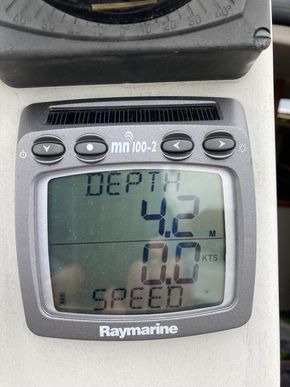 mn100-2
DEPTH
4.2 M
0.0 KTS
SPEED
Raymarine